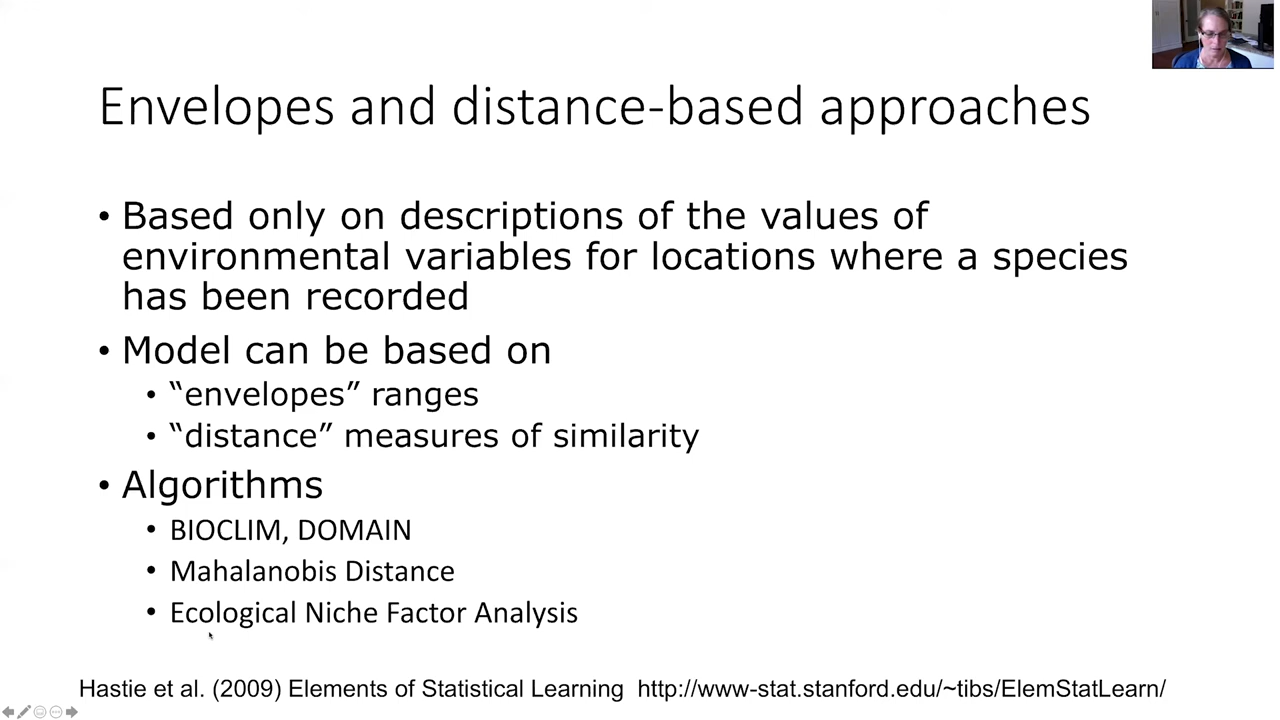 Envelopes and distance-based approaches
• Based only on descriptions of the values of
environmental variables for locations where a species
has been recorded
• Model can be based on
• “envelopes” ranges
• “distance” measures of similarity
• Algorithms
• BIOCLIM, DOMAIN
• Mahalanobis Distance
• Ecological Niche Factor Analysis
Hastie et al. (2009) Elements of Statistical Learning http://www-stat.stanford.edu/~tibs/ElemStatLearn/